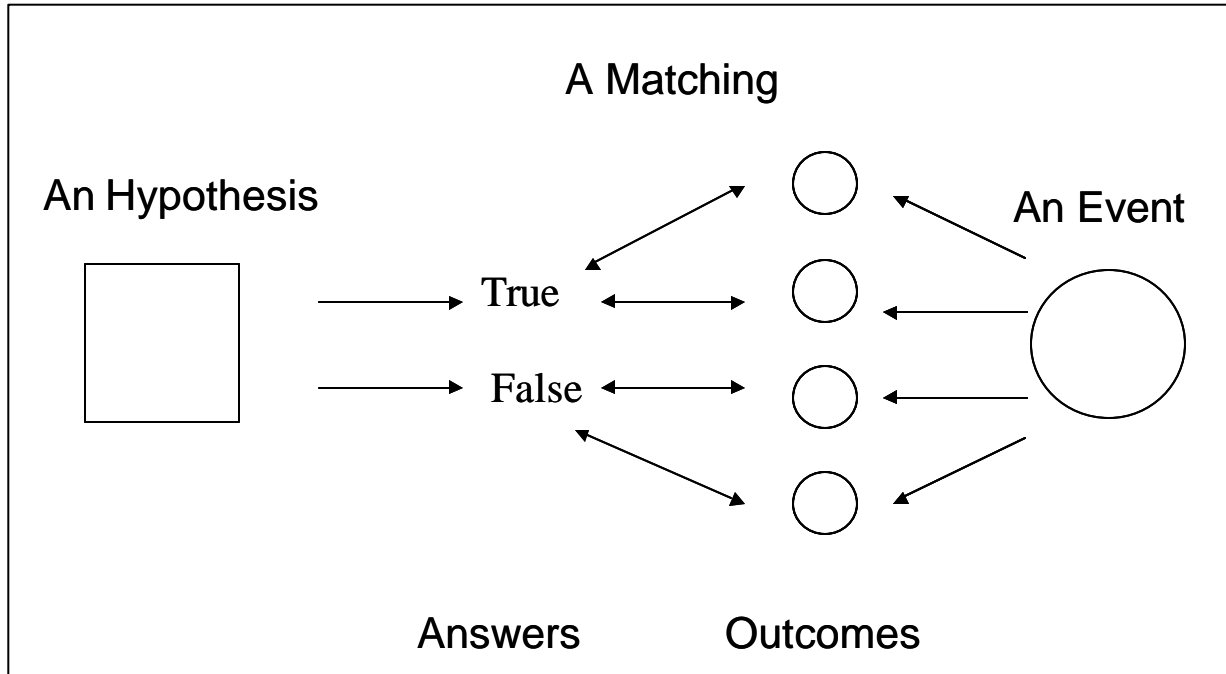 A Matching
An Hypothesis
An Event
True
False
Answers
Outcomes